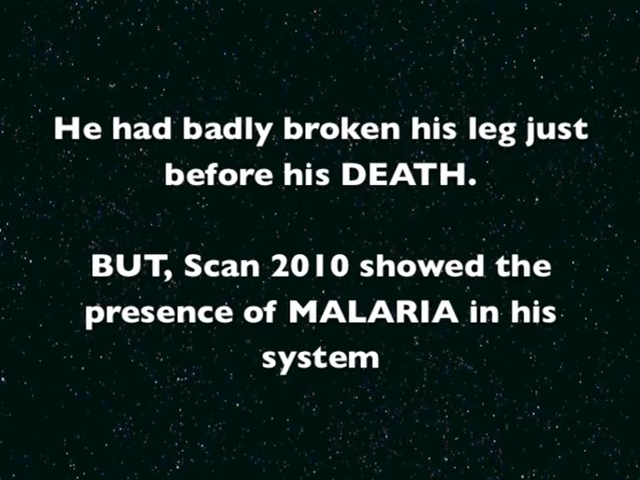 He had badly broken his leg just
before his DEATH.
BUT, Scan 2010 showed the
presence of MALARIA in his
system